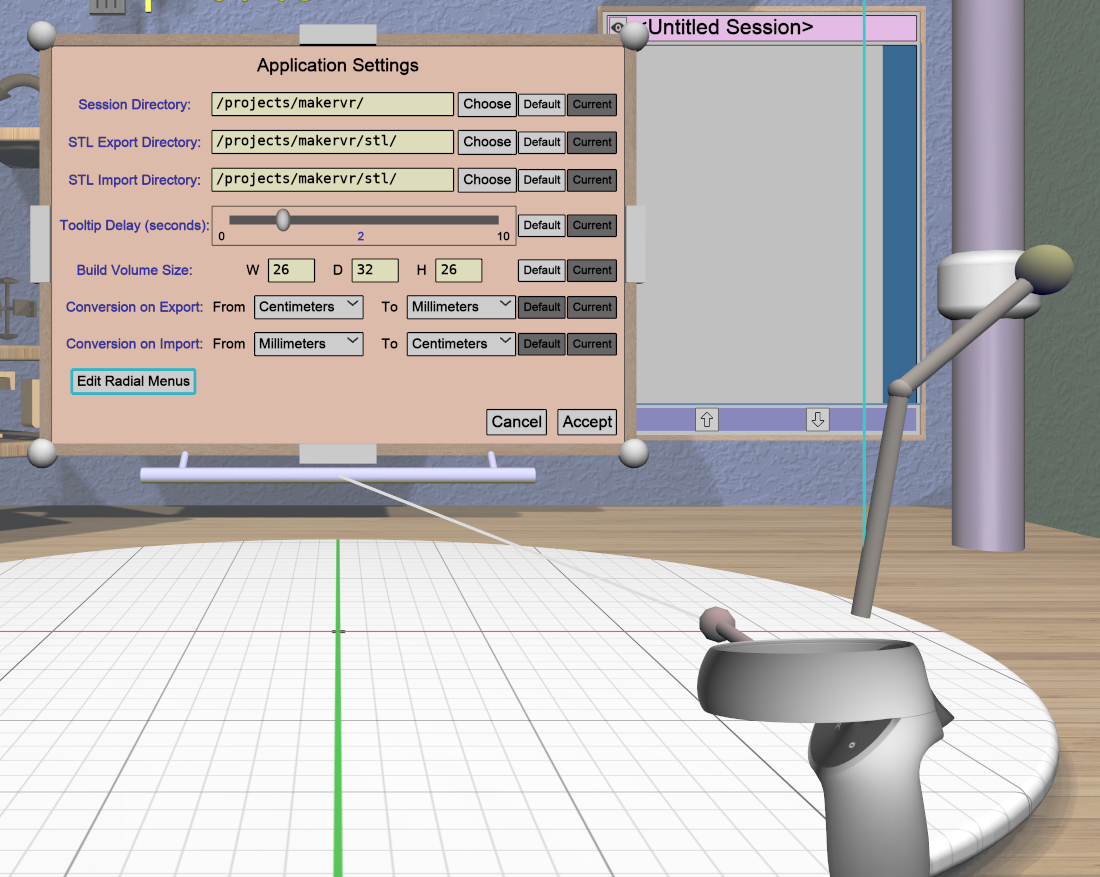 <Untitled Session>
Application Settings
Session Directory: /projects/makervr/ Choose Default Current
STL Export Directory: /projects/makervr/stl/ Choose Default Current
STL Import Directory: /projects/makervr/stl/ Choose Default Current
Tooltip Delay (seconds): 0 2 10 Default Current
Build Volume Size: W 26 D 32 H 26 Default Current
Conversion on Export: From Centimeters To Millimeters Default Current
Conversion on Import: From Millimeters To Centimeters Default Current
Edit Radial Menus
Cancel Accept